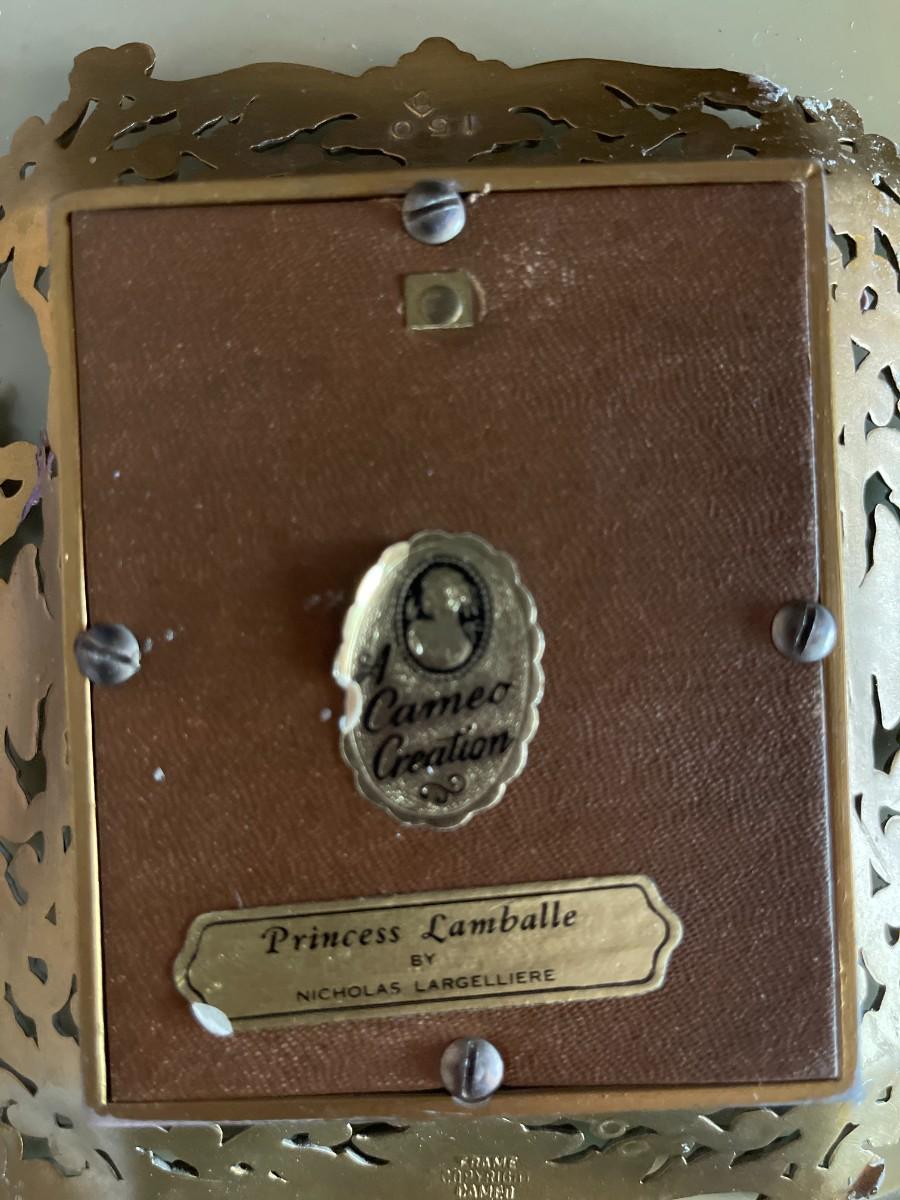 150
A
Cameo
Creation
Princess Lamballe
BY
NICHOLAS LARGELLIERE
FRAME
COPYRIGHT
CAMEO